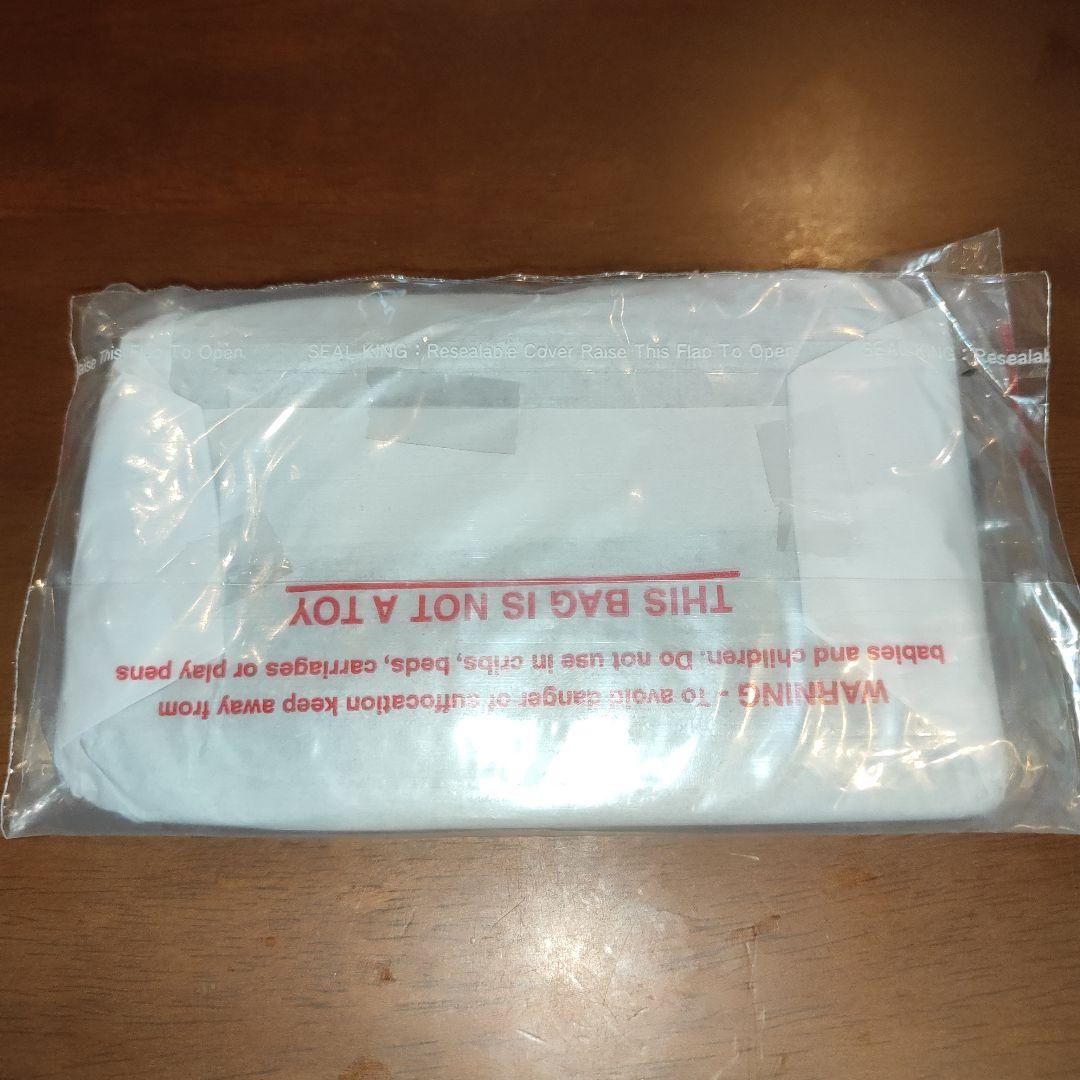 Raise This Flap To Open. SEAL KING : Resealable Cover Raise This Flap To Open. SEAL KING : Resealabl
WARNING - To avoid danger of suffocation keep away from
babies and children. Do not use in cribs, beds, carriages or play pens
THIS BAG IS NOT A TOY